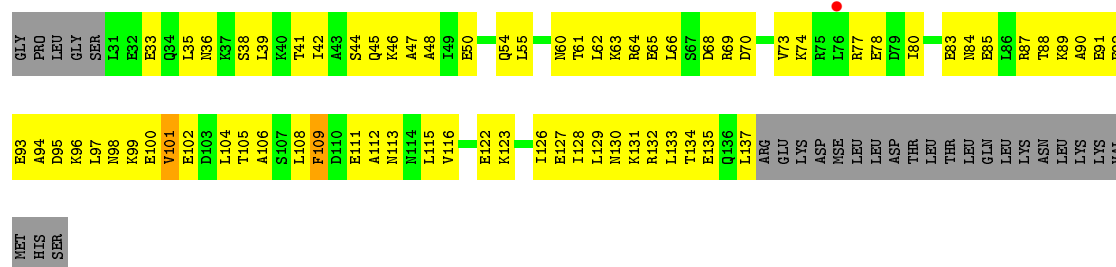 GLY PRO LEU GLY SER L31 E32 E33 Q34 L35 N36 K37 S38 L39 K40 T41 I42 A43 S44 Q45 K46 A47 A48 I49 E50 Q54 L55 N60 T61 L62 K63 R64 E65 L66 S67 D68 R69 D70 V73 K74 R75 L76 R77 E78 D79 I80 E83 N84 E85 L86 R87 T88 K89 A90 E91
E93 A94 D95 K96 L97 N98 K99 E100 V101 E102 D103 L104 T105 A106 S107 L108 F109 D110 E111 A112 N113 N114 L115 V116 E122 K123 I126 E127 I128 L129 N130 K131 R132 L133 T134 E135 Q136 L137 ARG GLU LYS ASP MSE LEU LEU ASP THR LEU THR LEU GLN LEU LYS ASN LEU LYS LYS VAL
MET HIS SER